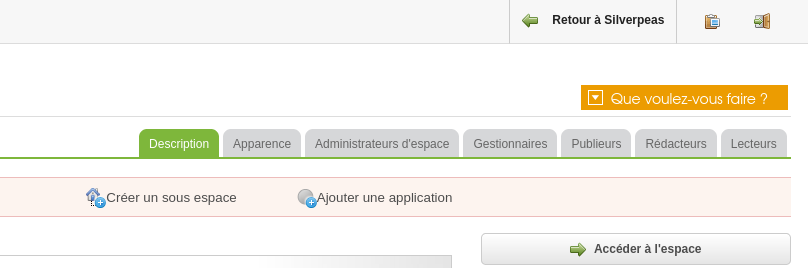 Retour à Silverpeas
Que voulez-vous faire ?
Description Apparence Administrateurs d'espace Gestionnaires Publieurs Rédacteurs Lecteurs
Créer un sous espace Ajouter une application
Accéder à l'espace